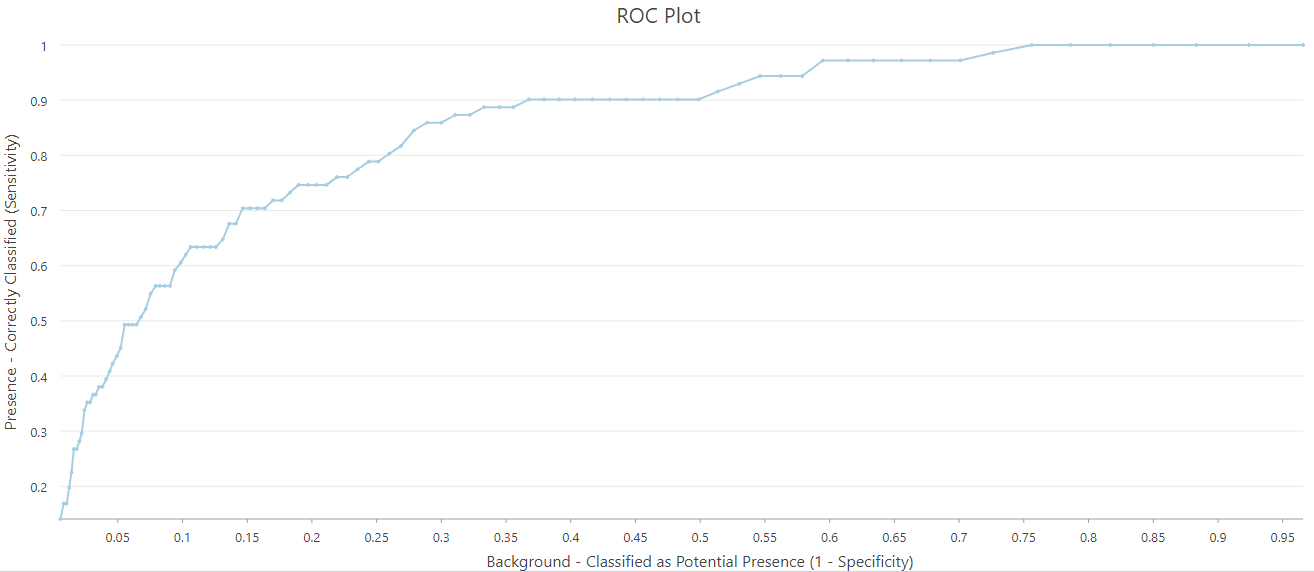 ROC Plot
Presence - Correctly Classified (Sensitivity)
1
0.9
0.8
0.7
0.6
0.5
0.4
0.3
0.2
0.05 0.1 0.15 0.2 0.25 0.3 0.35 0.4 0.45 0.5 0.55 0.6 0.65 0.7 0.75 0.8 0.85 0.9 0.95
Background - Classified as Potential Presence (1 - Specificity)